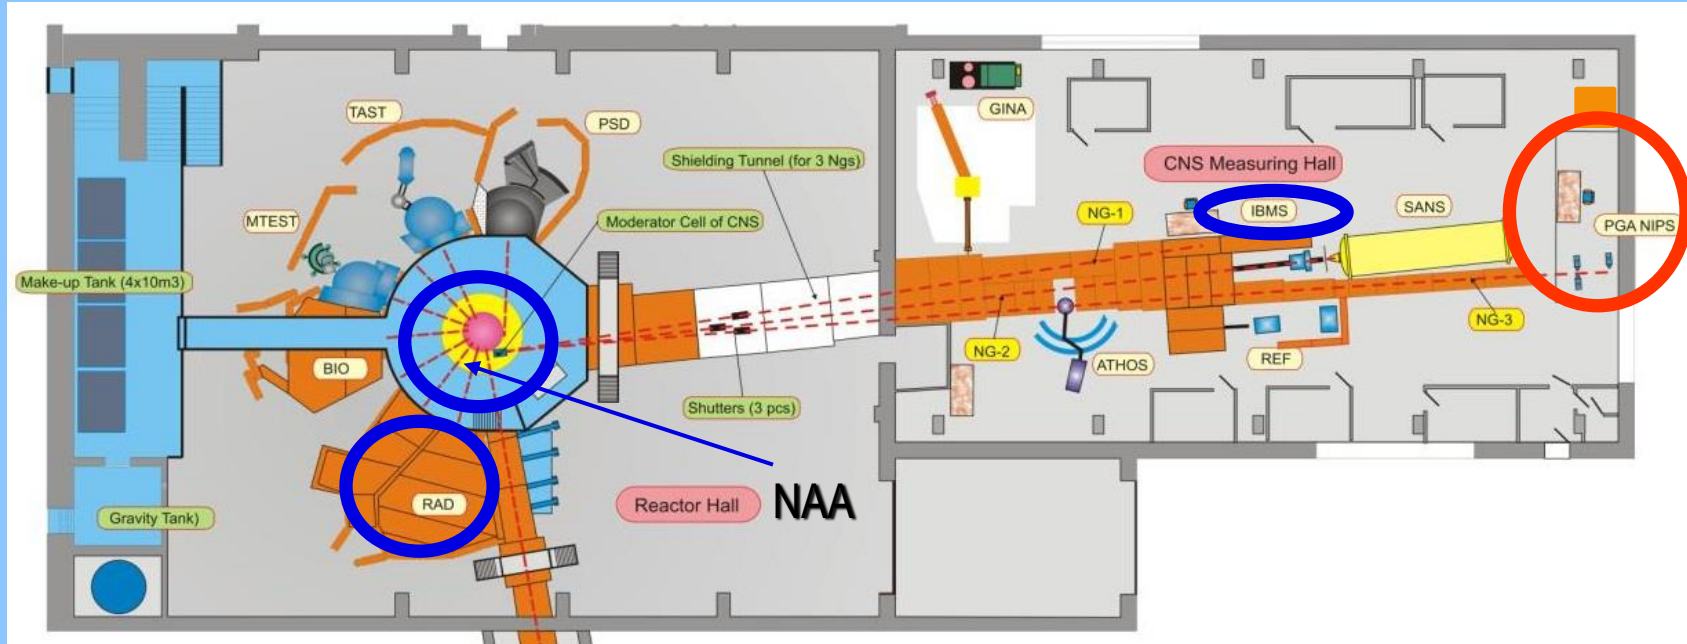 TAST
PSD
GINA
Shielding Tunnel (for 3 Ngs)
CNS Measuring Hall
MTEST
Moderator Cell of CNS
NG-1
IBMS
SANS
PGA NIPS
Make-up Tank (4x10m3)
NG-3
NG-2
BIO
ATHOS
REF
Shutters (3 pcs)
RAD
Reactor Hall
NAA
Gravity Tank)